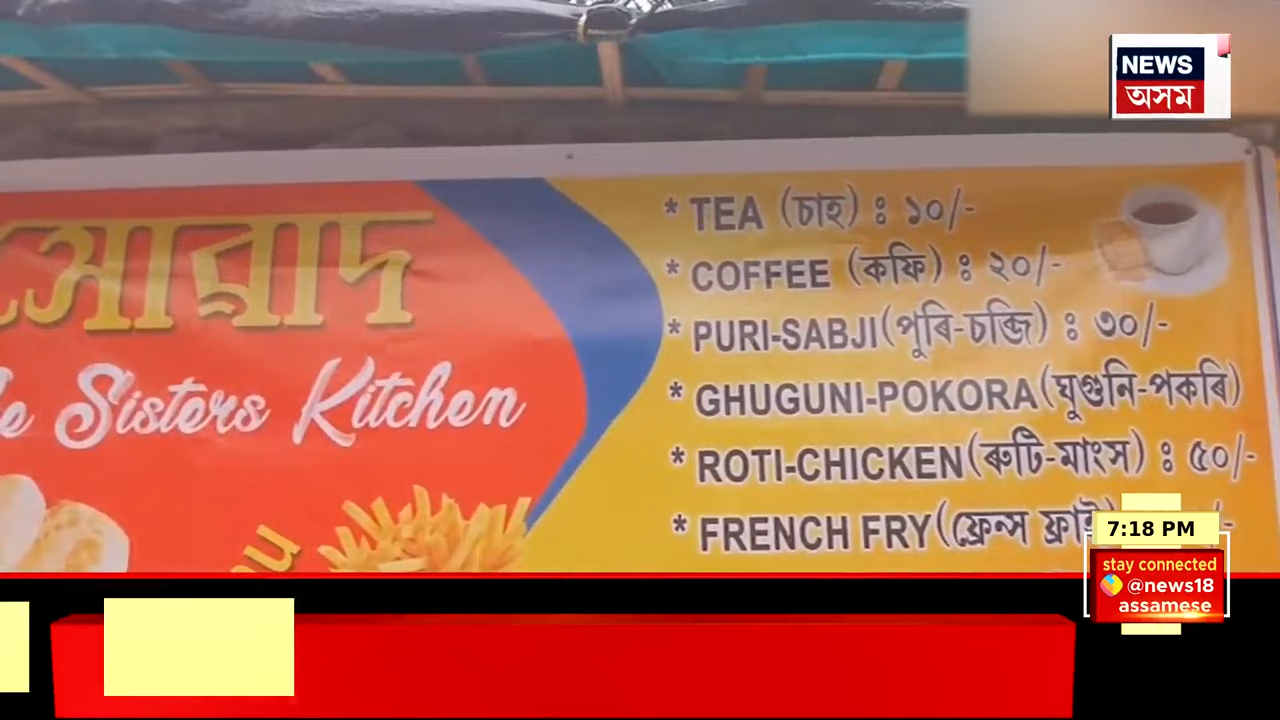 NEWS
অসম
সোৱাদ
Sisters Kitchen
* TEA (চাহ) : ১০/-
* COFFEE (কফি) : ২০/-
* PURI-SABJI(পুৰি-চব্জি) : ৩০/-
* GHUGUNI-POKORA(ঘুগুনি-পকৰি)
* ROTI-CHICKEN(ৰুটি-মাংস) : ৫০/-
* FRENCH FRY(ফ্ৰেন্স ফ্ৰাই)
7:18 PM
stay connected
@news18
assamese